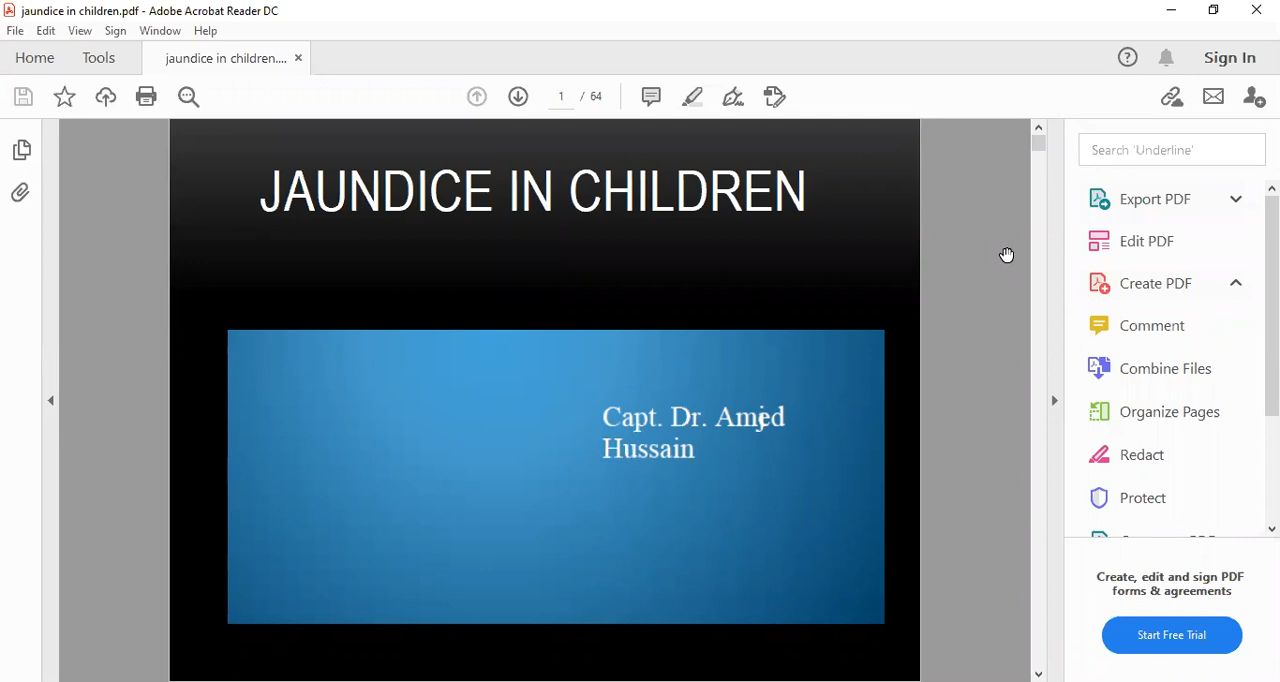 jaundice in children.pdf - Adobe Acrobat Reader DC
File Edit View Sign Window Help
Home Tools jaundice in children.... × Sign In
1 / 64
JAUNDICE IN CHILDREN
Capt. Dr. Amjed
Hussain
Search 'Underline'
Export PDF
Edit PDF
Create PDF
Comment
Combine Files
Organize Pages
Redact
Protect
Create, edit and sign PDF
forms & agreements
Start Free Trial